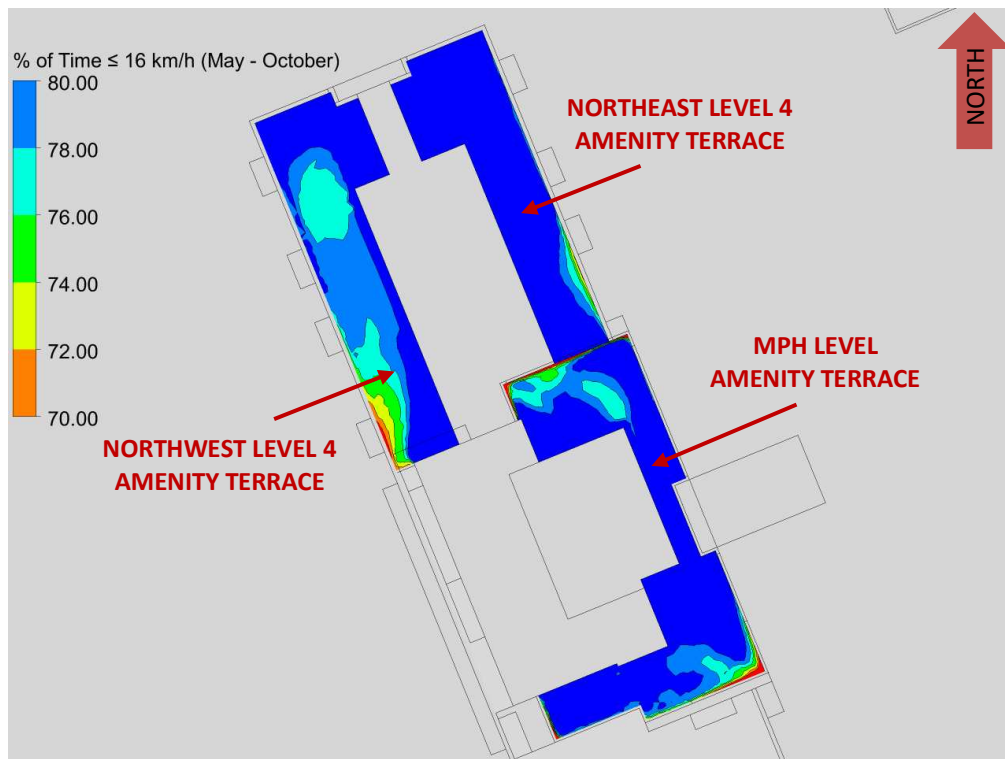 % of Time ≤ 16 km/h (May - October)
80.00
78.00
76.00
74.00
72.00
70.00
NORTH
NORTHEAST LEVEL 4
AMENITY TERRACE
MPH LEVEL
AMENITY TERRACE
NORTHWEST LEVEL 4
AMENITY TERRACE